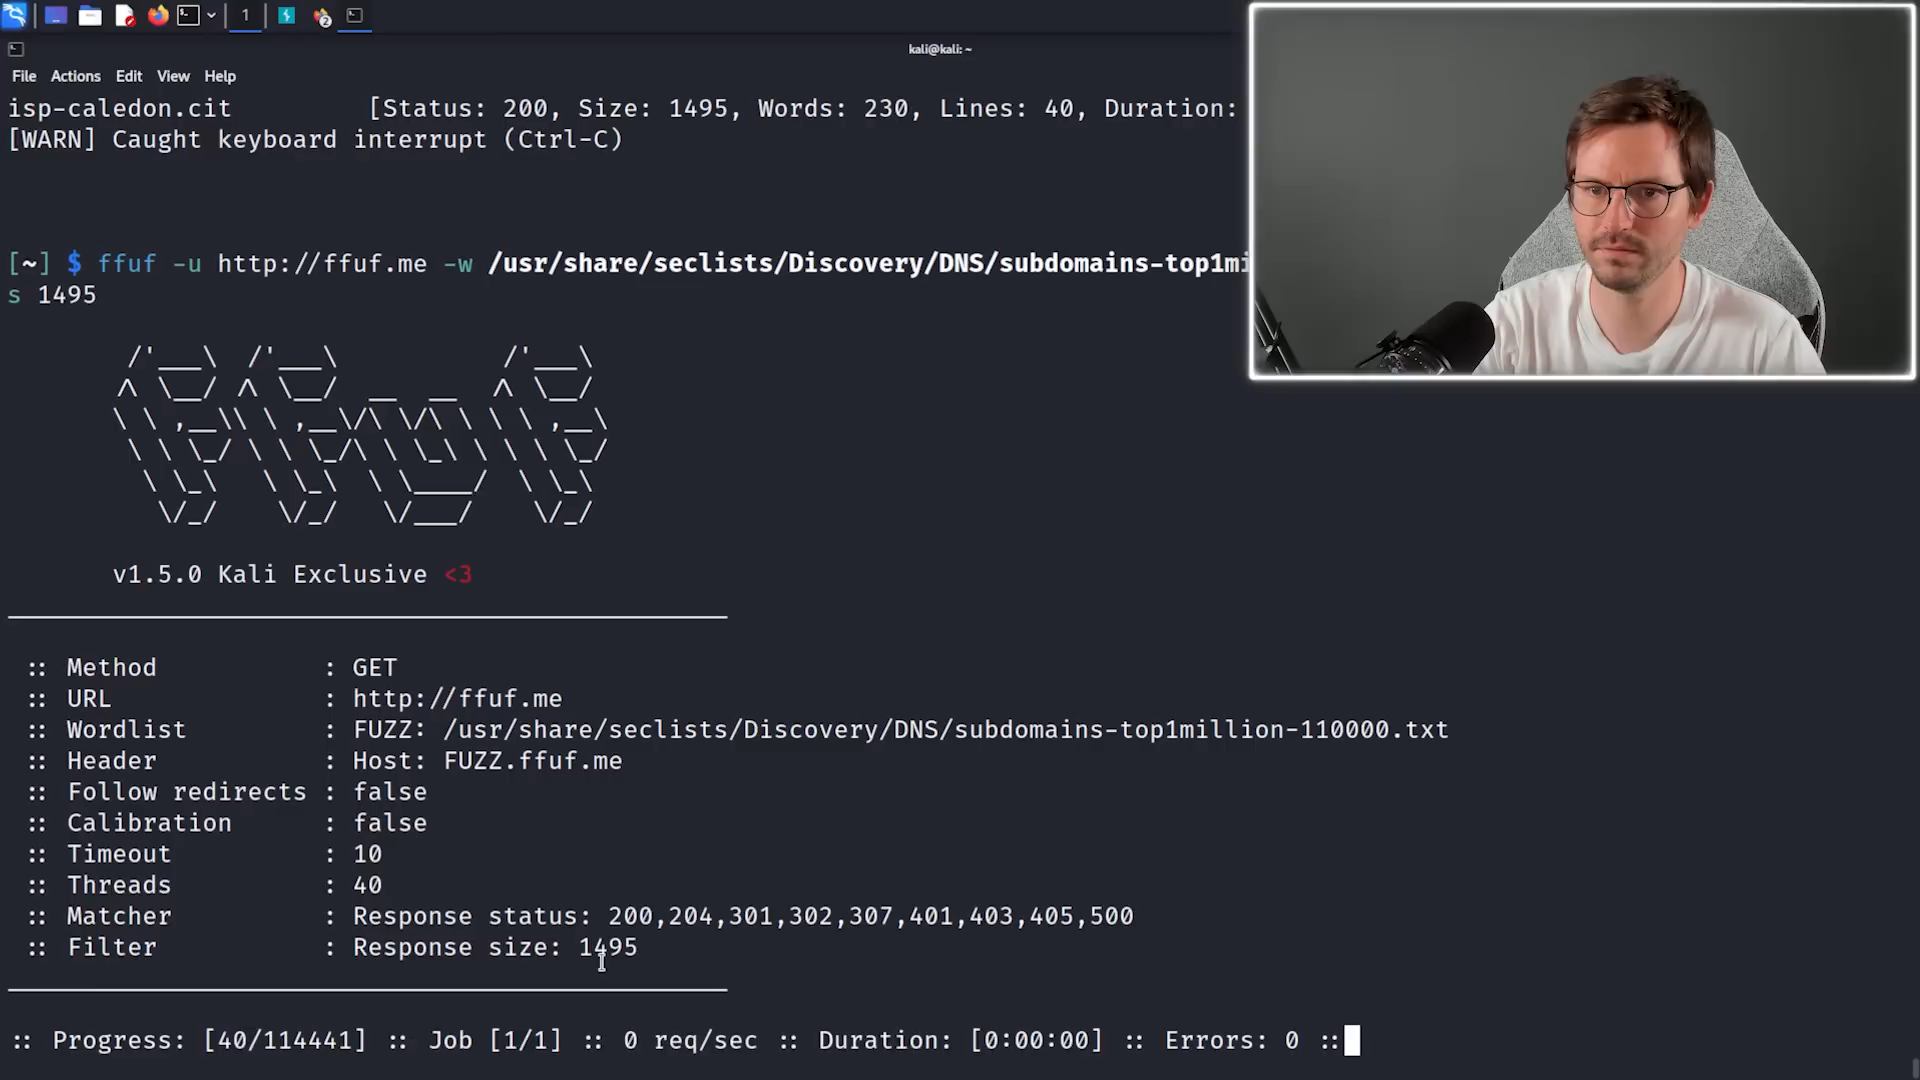 1
2
kali@kali: ~
File Actions Edit View Help
isp-caledon.cit [Status: 200, Size: 1495, Words: 230, Lines: 40, Duration:
[WARN] Caught keyboard interrupt (Ctrl-C)
[~] $ ffuf -u http://ffuf.me -w /usr/share/seclists/Discovery/DNS/subdomains-top1mi
s 1495
v1.5.0 Kali Exclusive <3
:: Method : GET
:: URL : http://ffuf.me
:: Wordlist : FUZZ: /usr/share/seclists/Discovery/DNS/subdomains-top1million-110000.txt
:: Header : Host: FUZZ.ffuf.me
:: Follow redirects : false
:: Calibration : false
:: Timeout : 10
:: Threads : 40
:: Matcher : Response status: 200,204,301,302,307,401,403,405,500
:: Filter : Response size: 1495
:: Progress: [40/114441] :: Job [1/1] :: 0 req/sec :: Duration: [0:00:00] :: Errors: 0 ::